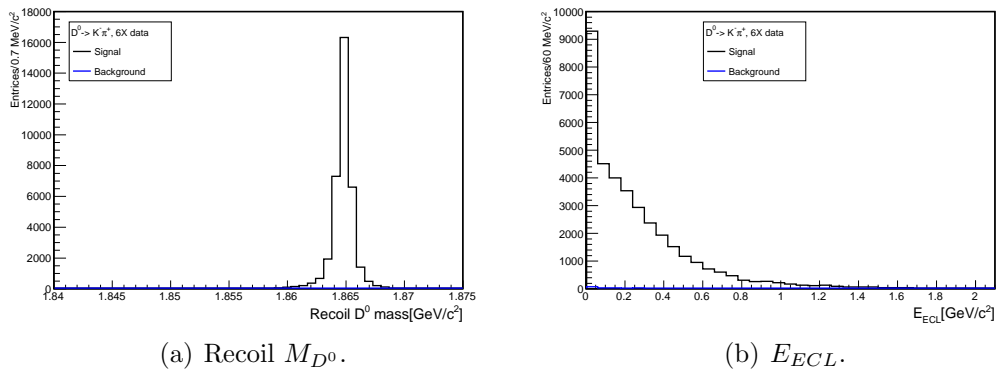 Entrices/0.7 MeV/c²
18000
16000
14000
12000
10000
8000
6000
4000
2000
0
D⁰-> K⁻π⁺, 6X data
Signal
Background
1.84 1.845 1.85 1.855 1.86 1.865 1.87 1.875
Recoil D⁰ mass[GeV/c²]
(a) Recoil M_{D⁰}.
Entrices/60 MeV/c²
10000
9000
8000
7000
6000
5000
4000
3000
2000
1000
0
D⁰-> K⁻π⁺, 6X data
Signal
Background
0 0.2 0.4 0.6 0.8 1 1.2 1.4 1.6 1.8 2
E_{ECL}[GeV/c²]
(b) E_{ECL}.